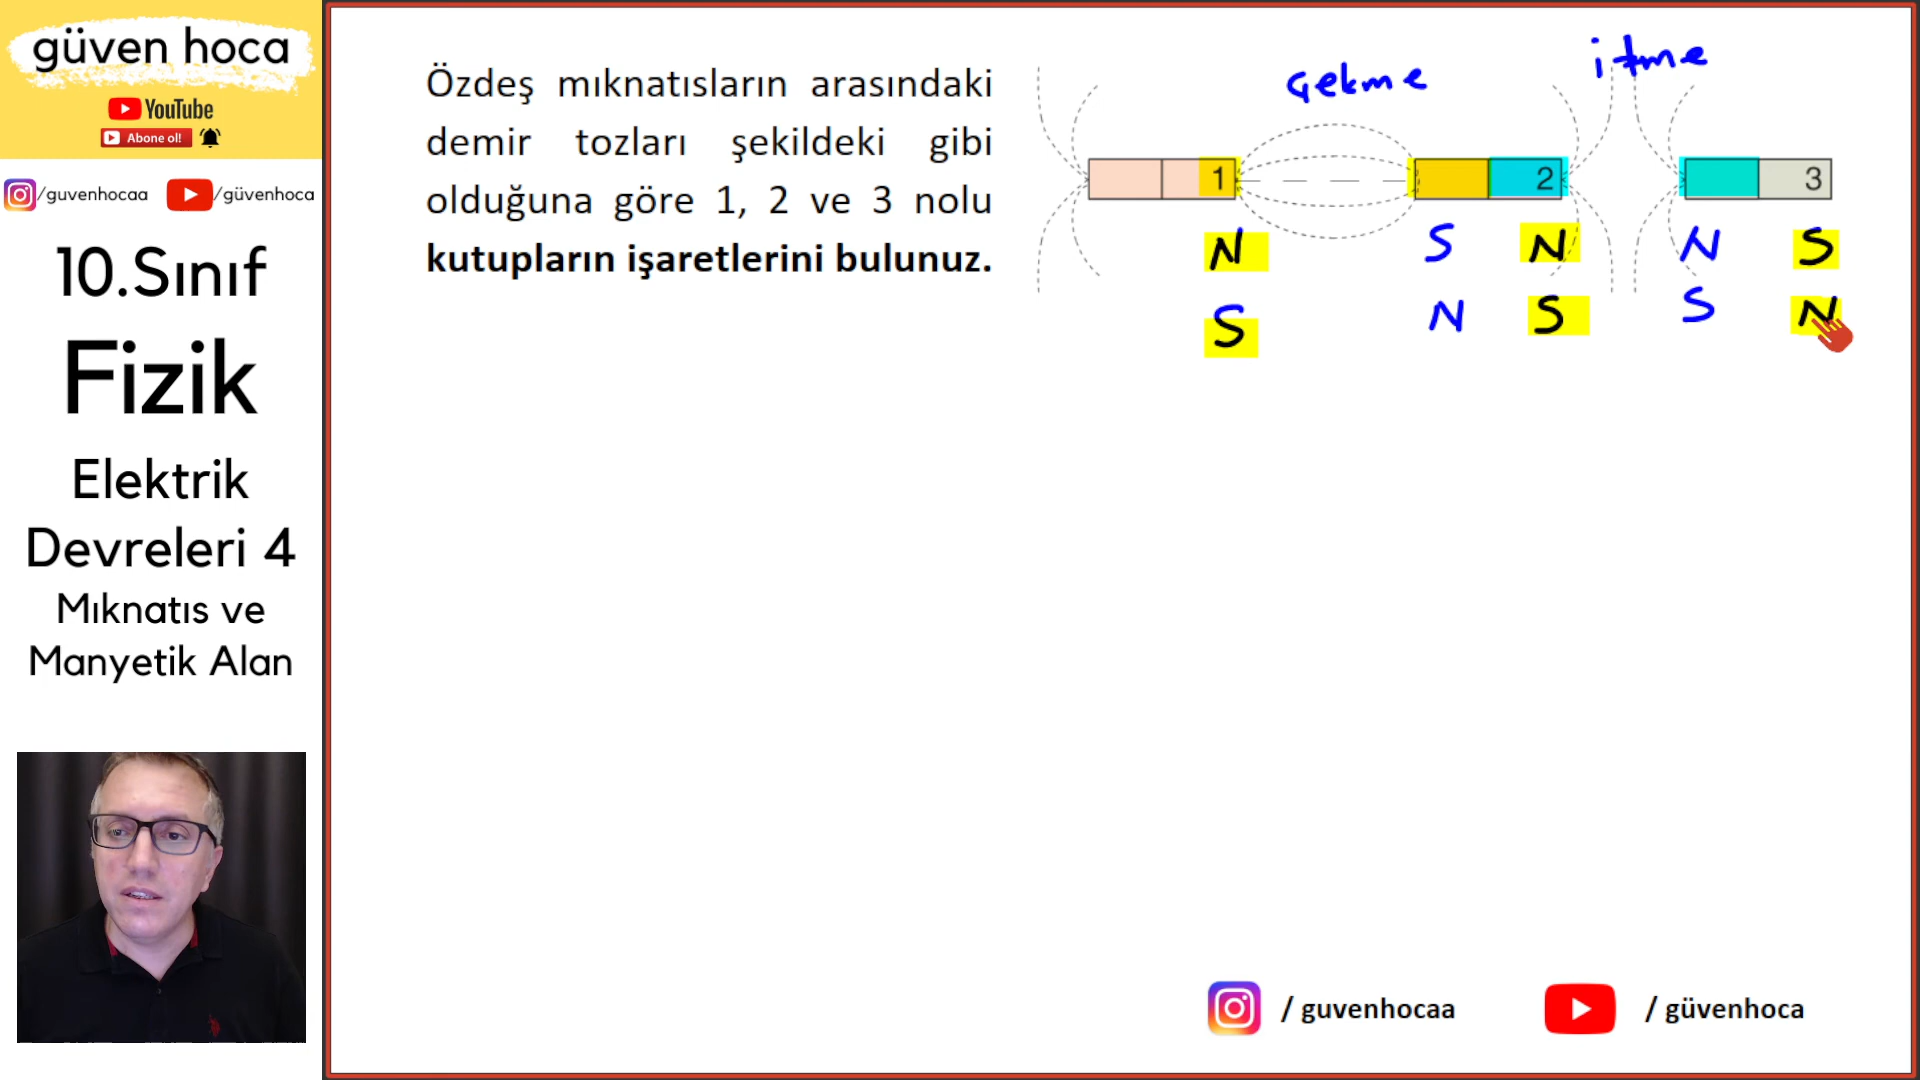 güven hoca
YouTube
Abone ol!
/guvenhocaa
/güvenhoca
10.Sınıf
Fizik
Elektrik
Devreleri 4
Mıknatıs ve
Manyetik Alan
Özdeş mıknatısların arasındaki
demir tozları şekildeki gibi
olduğuna göre 1, 2 ve 3 nolu
kutupların işaretlerini bulunuz.
çekme
itme
1
2
3
N S N N S
S N S S N
/ guvenhocaa
/ güvenhoca